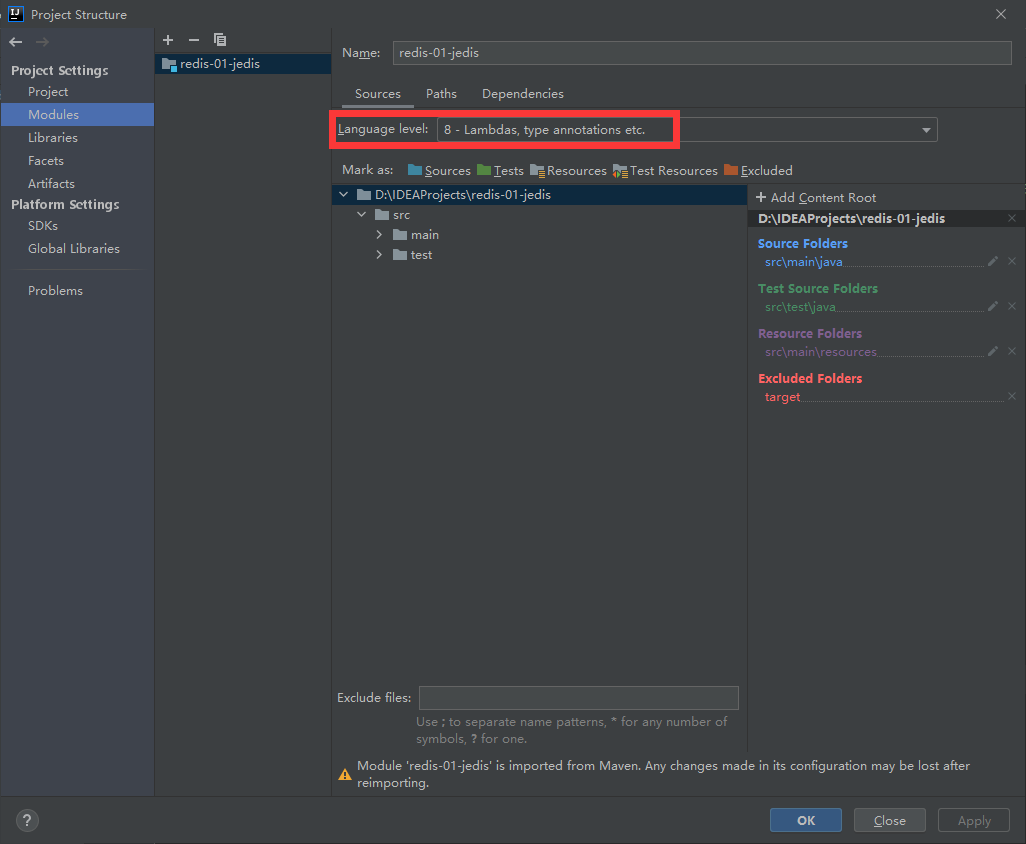 Project Structure
Project Settings
Project
Modules
Libraries
Facets
Artifacts
Platform Settings
SDKs
Global Libraries
Problems
redis-01-jedis
Name: redis-01-jedis
Sources Paths Dependencies
Language level: 8 - Lambdas, type annotations etc.
Mark as: Sources Tests Resources Test Resources Excluded
D:\IDEAProjects\redis-01-jedis
src
main
test
+ Add Content Root
D:\IDEAProjects\redis-01-jedis
Source Folders
src\main\java
Test Source Folders
src\test\java
Resource Folders
src\main\resources
Excluded Folders
target
Exclude files:
Use ; to separate name patterns, * for any number of
symbols, ? for one.
Module 'redis-01-jedis' is imported from Maven. Any changes made in its configuration may be lost after
reimporting.
? OK Close Apply